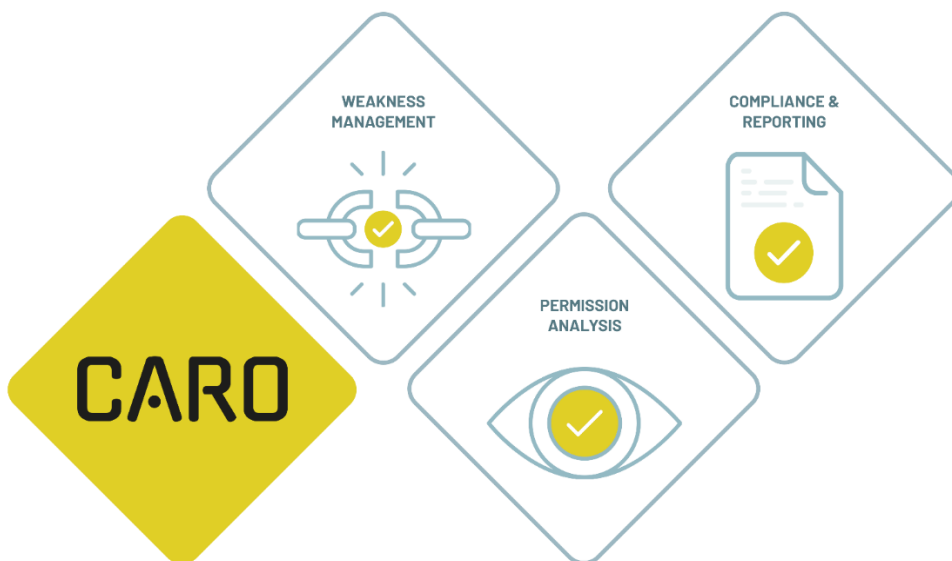 WEAKNESS
MANAGEMENT
COMPLIANCE &
REPORTING
PERMISSION
ANALYSIS
CARO